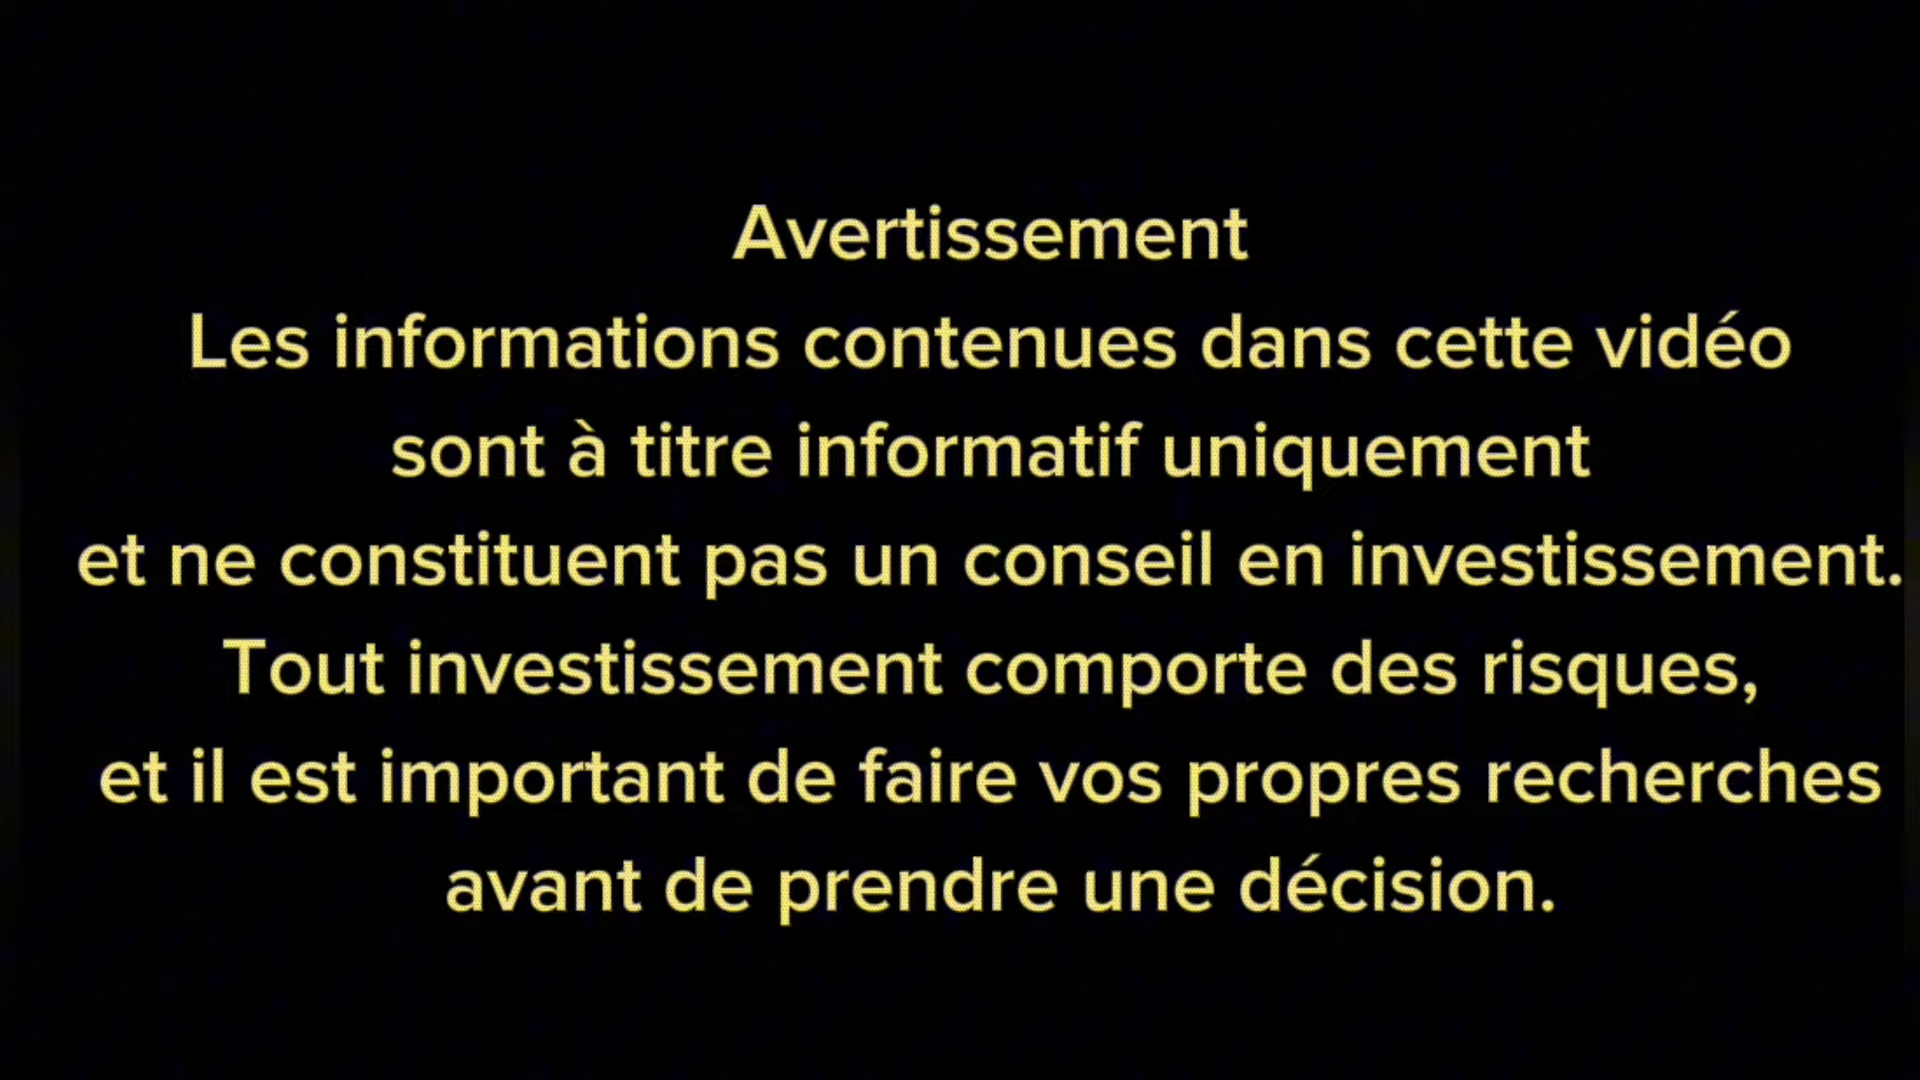 Avertissement
Les informations contenues dans cette vidéo
sont à titre informatif uniquement
et ne constituent pas un conseil en investissement.
Tout investissement comporte des risques,
et il est important de faire vos propres recherches
avant de prendre une décision.